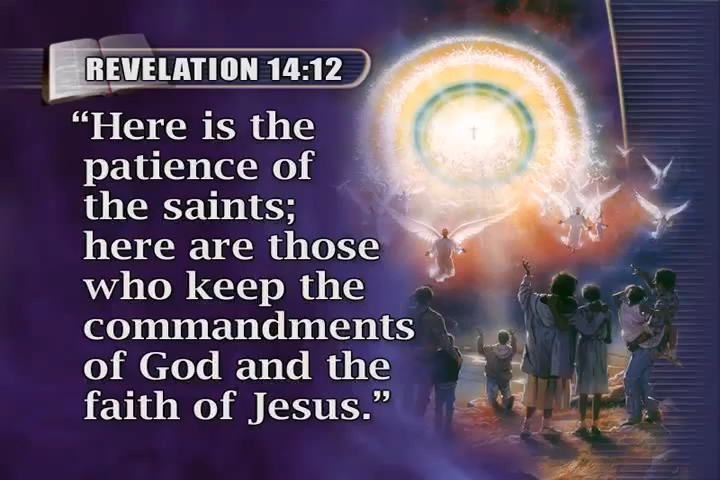 REVELATION 14:12
“Here is the
patience of
the saints;
here are those
who keep the
commandments
of God and the
faith of Jesus.”